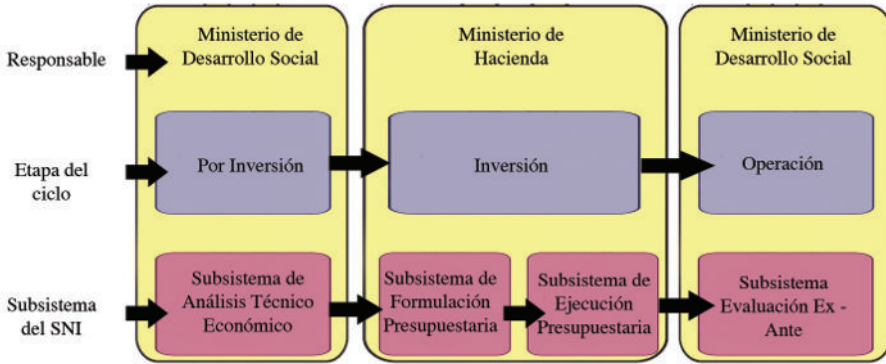 Responsable
Ministerio de
Desarrollo Social
Ministerio de
Hacienda
Ministerio de
Desarrollo Social
Etapa del
ciclo
Por Inversión
Inversión
Operación
Subsistema
del SNI
Subsistema de
Análisis Técnico
Económico
Subsistema de
Formulación
Presupuestaria
Subsistema de
Ejecución
Presupuestaria
Subsistema
Evaluación Ex -
Ante